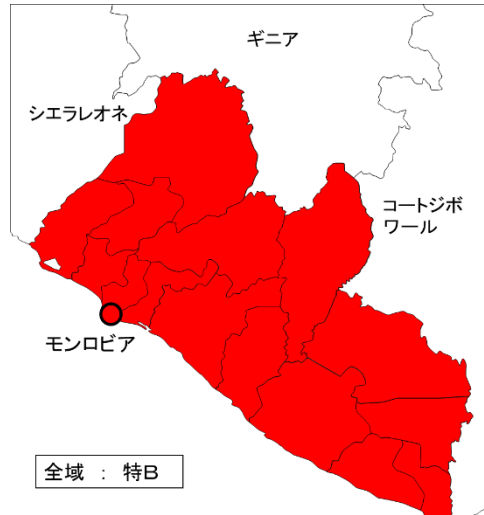 ギニア
シエラレオネ
コートジボ
ワール
モンロビア
全域 : 特B